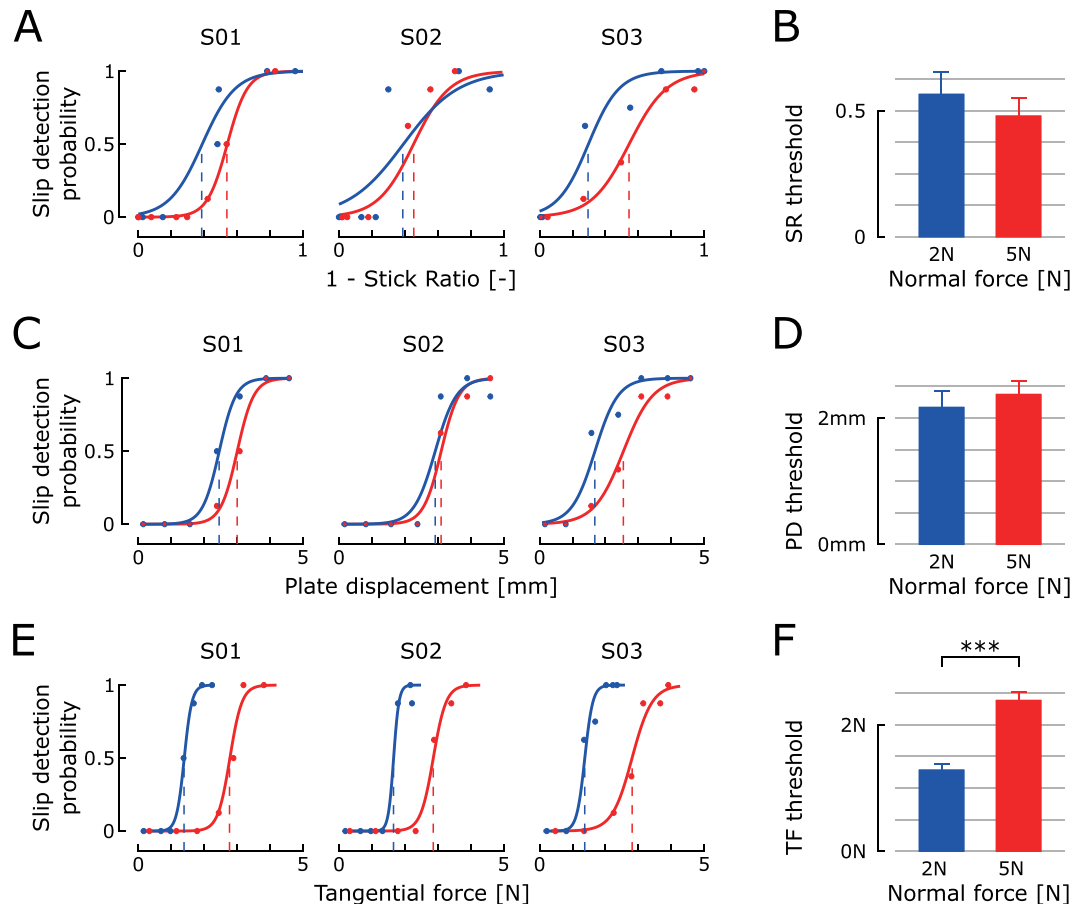 A
S01
S02
S03
Slip detection
probability
1
0.5
0
0
1
0
1
0
1
1 - Stick Ratio [-]
B
SR threshold
0.5
0
2N
5N
Normal force [N]
C
S01
S02
S03
Slip detection
probability
1
0.5
0
0
5
0
5
0
5
Plate displacement [mm]
D
PD threshold
2mm
0mm
2N
5N
Normal force [N]
E
S01
S02
S03
Slip detection
probability
1
0.5
0
0
5
0
5
0
5
Tangential force [N]
F
***
TF threshold
2N
0N
2N
5N
Normal force [N]